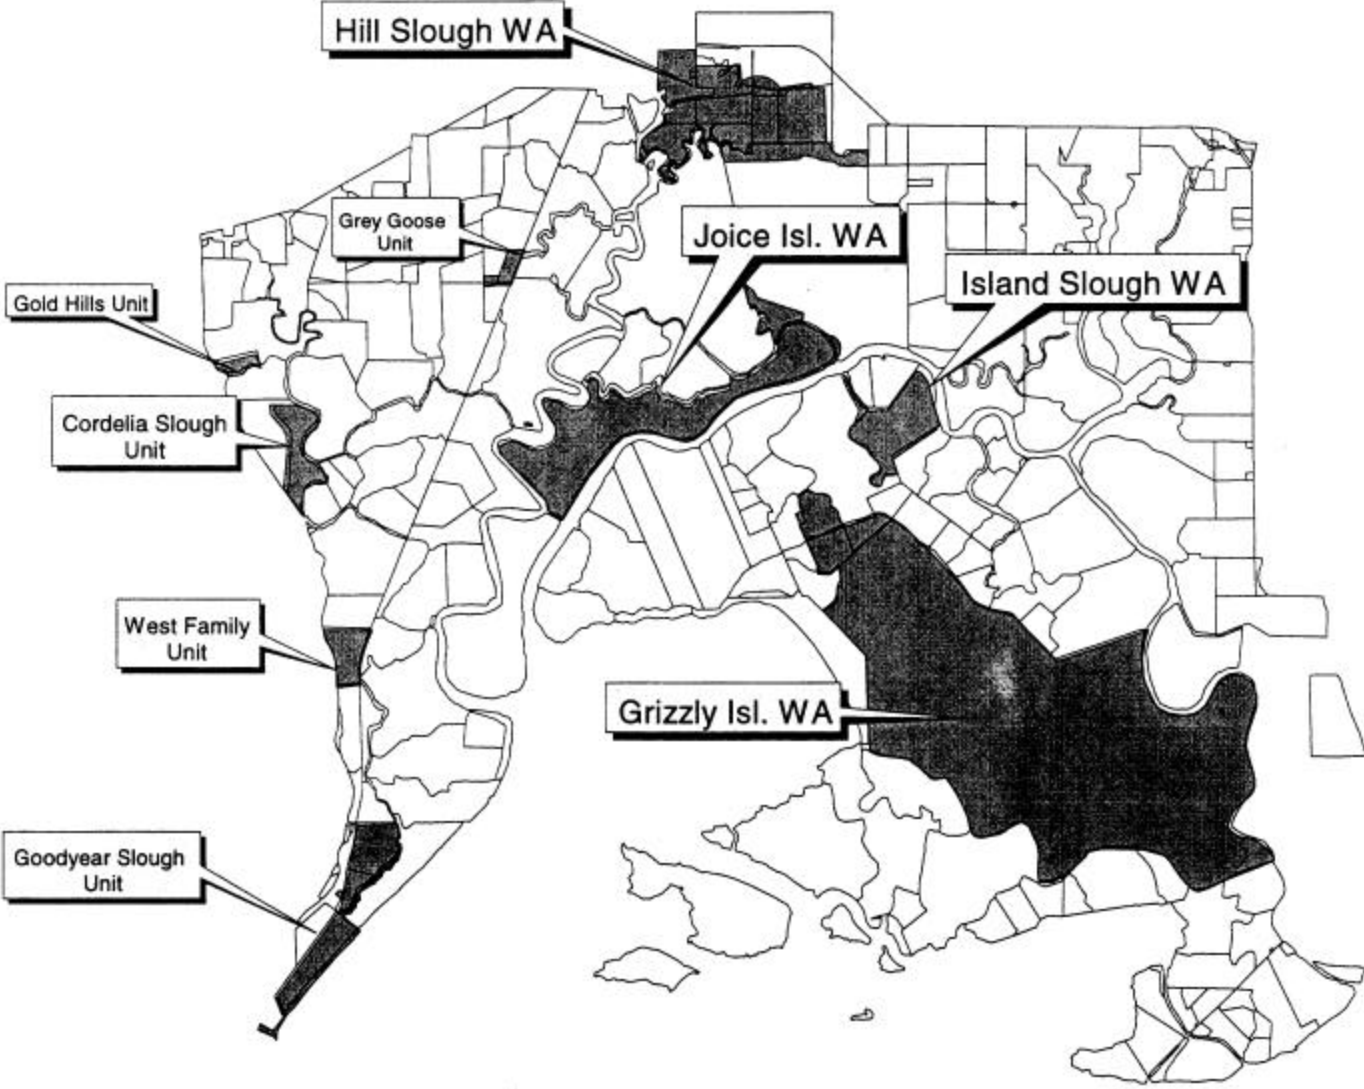 Hill Slough WA
Grey Goose
Unit
Joice Isl. WA
Island Slough WA
Gold Hills Unit
Cordelia Slough
Unit
West Family
Unit
Grizzly Isl. WA
Goodyear Slough
Unit